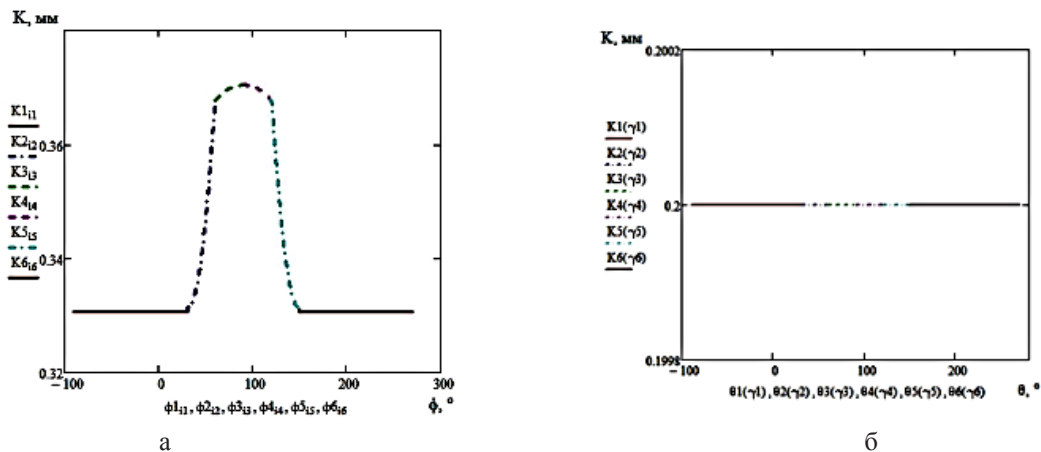 K, мм
0.36
0.34
0.32
K1i1
K2i2
K3i3
K4i4
K5i5
K6i6
−100
0
100
200
300
ϕ1i1, ϕ2i2, ϕ3i3, ϕ4i4, ϕ5i5, ϕ6i6
ϕ, °
а
K, мм
0.2002
0.2
0.1998
K1(γ1)
K2(γ2)
K3(γ3)
K4(γ4)
K5(γ5)
K6(γ6)
−100
0
100
200
θ1(γ1), θ2(γ2), θ3(γ3), θ4(γ4), θ5(γ5), θ6(γ6)
θ, °
б